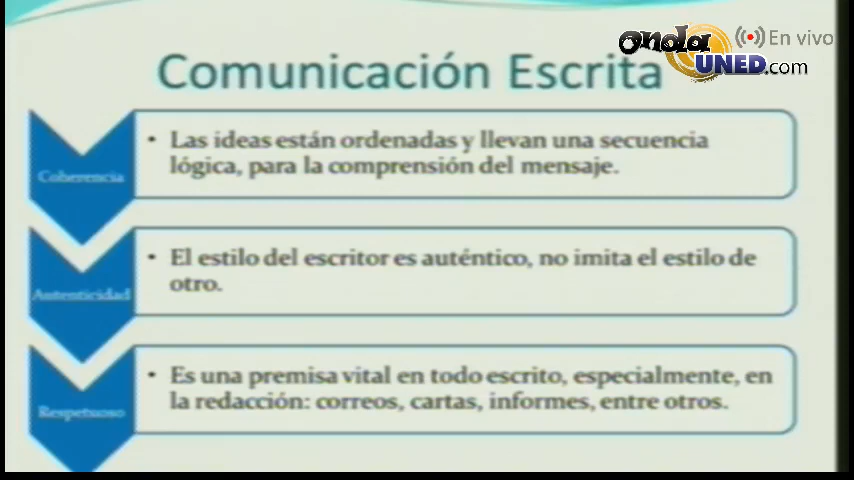 onda
UNED.com
En vivo
Comunicación Escrita
Coherencia
• Las ideas están ordenadas y llevan una secuencia
lógica, para la comprensión del mensaje.
Autenticidad
• El estilo del escritor es auténtico, no imita el estilo de
otro.
Respetuoso
• Es una premisa vital en todo escrito, especialmente, en
la redacción: correos, cartas, informes, entre otros.